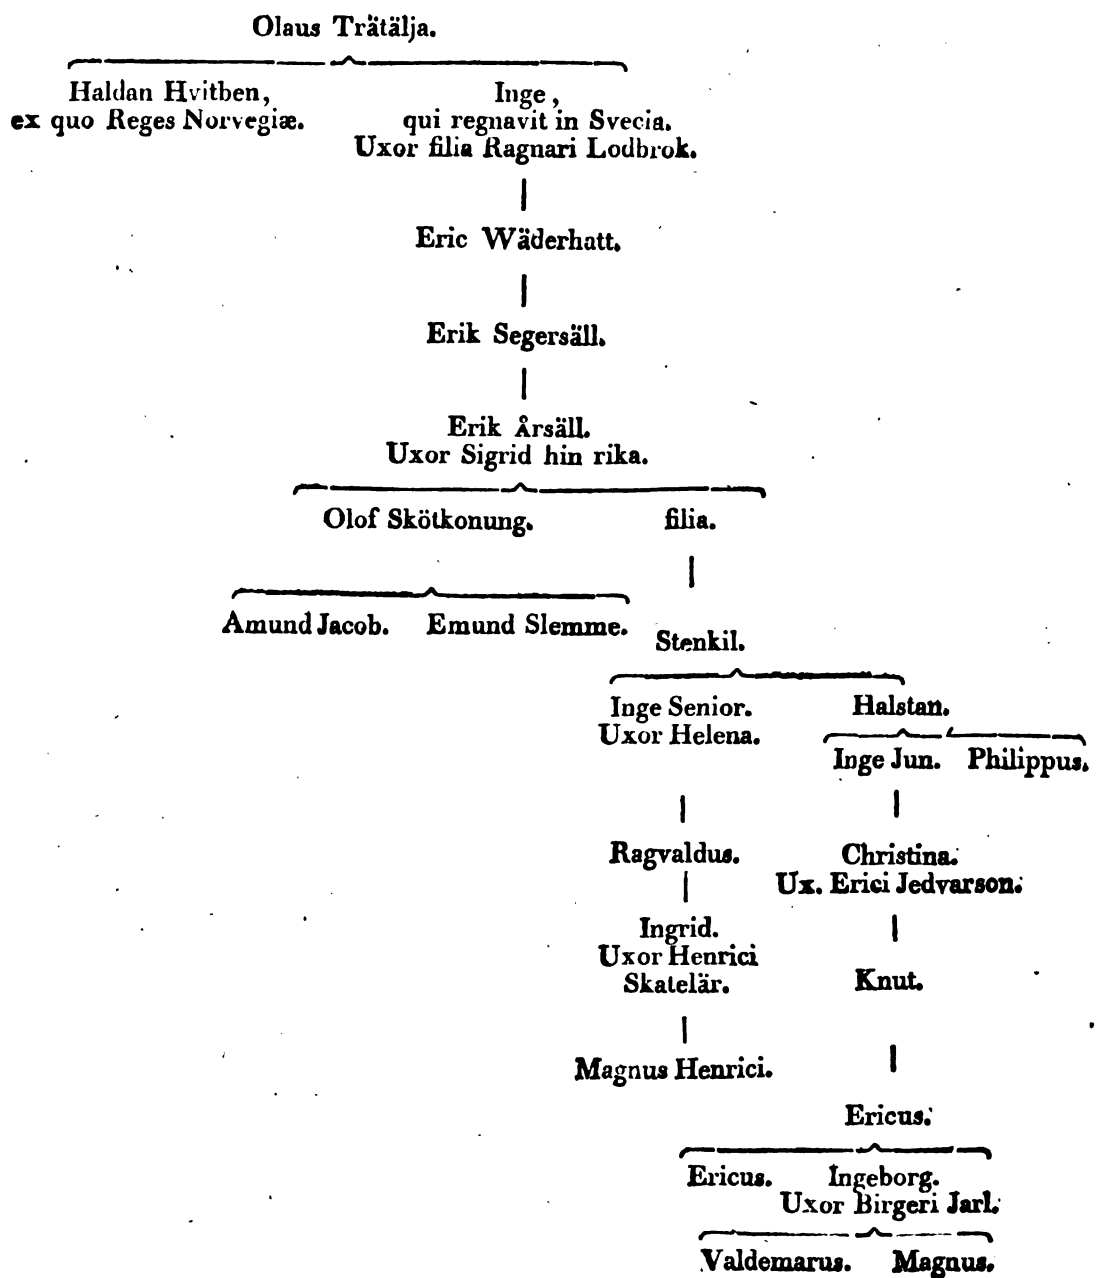 Olaus Trätälja.
Haldan Hvitben,
ex quo Reges Norvegiæ.
Inge,
qui regnavit in Svecia.
Uxor filia Ragnari Lodbrok.
Eric Wäderhatt.
Erik Segersäll.
Erik Årsäll.
Uxor Sigrid hin rika.
Olof Skötkonung.
filia.
Amund Jacob.
Emund Slemme.
Stenkil.
Inge Senior.
Uxor Helena.
Halstan.
Inge Jun.
Philippus.
Ragvaldus.
Christina.
Ux. Erici Jedvarson.
Ingrid.
Uxor Henrici
Skatelär.
Knut.
Magnus Henrici.
Ericus.
Ericus.
Ingeborg.
Uxor Birgeri Jarl.
Valdemarus.
Magnus.